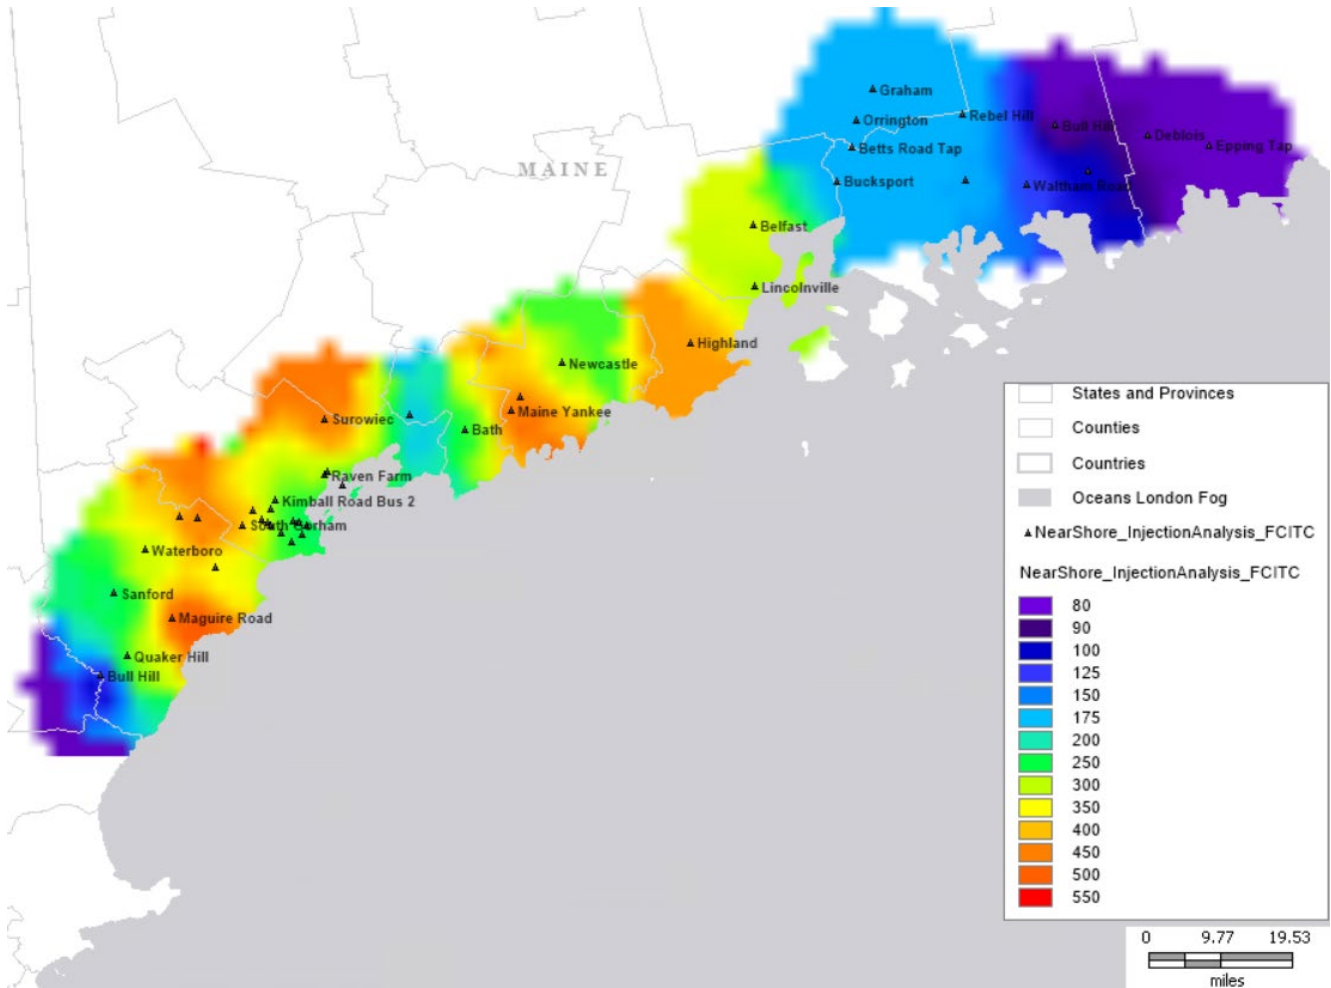 Graham
Orrington
Rebel Hill
Bull Hill
Deblois
Epping Tap
Betts Road Tap
MAINE
Bucksport
Waltham Road
Belfast
Lincolnville
Highland
Newcastle
Maine Yankee
Surowiec
Bath
Raven Farm
Kimball Road Bus 2
South Gorham
Waterboro
Sanford
Maguire Road
Quaker Hill
Bull Hill
States and Provinces
Counties
Countries
Oceans London Fog
NearShore_InjectionAnalysis_FCITC
NearShore_InjectionAnalysis_FCITC
80
90
100
125
150
175
200
250
300
350
400
450
500
550
0 9.77 19.53
miles